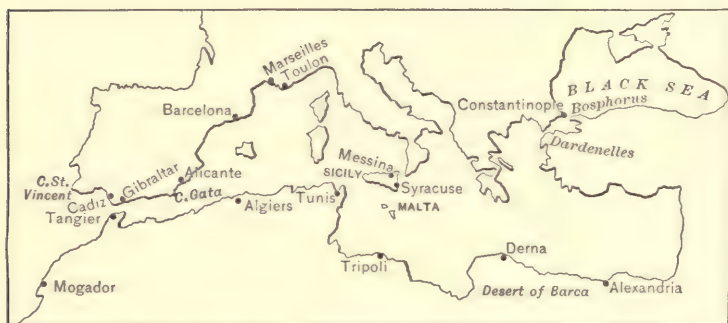 Marseilles
Toulon
BLACK SEA
Bosphorus
Constantinople
Barcelona
Dardenelles
Messina
SICILY
Syracuse
MALTA
C. St.
Vincent
Gibraltar
Alicante
C. Gata
Cadiz
Tangier
Algiers
Tunis
Derna
Tripoli
Mogador
Desert of Barca
Alexandria